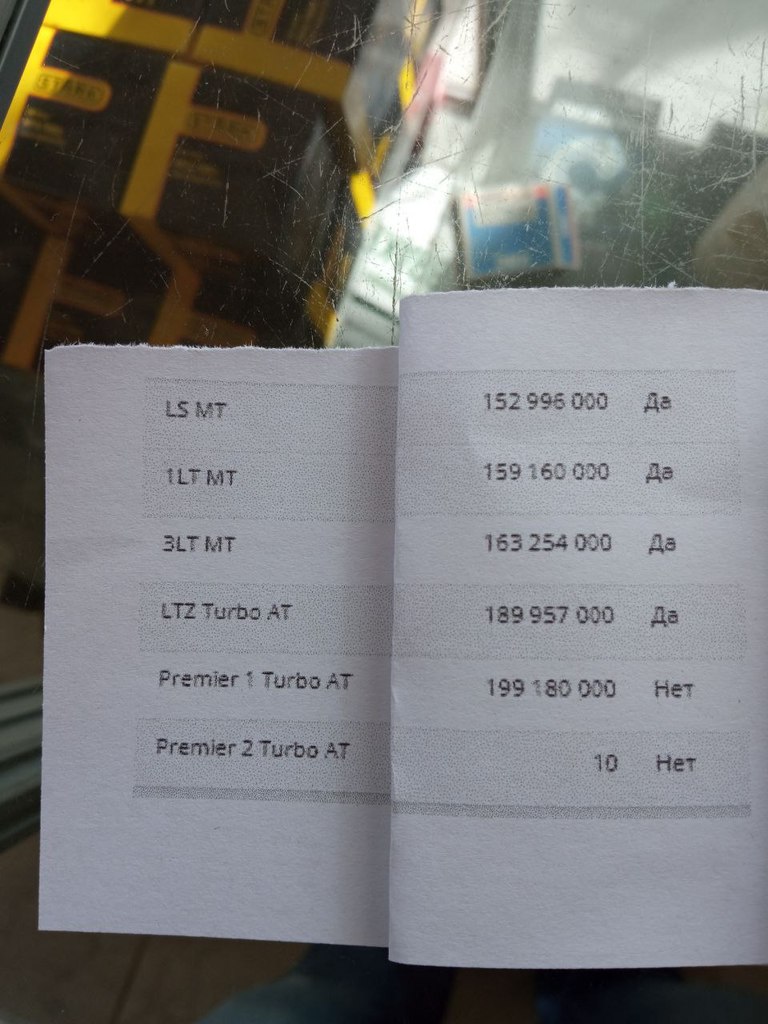 STARK
STARK
LS MT 152 996 000 Да
1LT MT 159 160 000 Да
3LT MT 163 254 000 Да
LTZ Turbo AT 189 957 000 Да
Premier 1 Turbo AT 199 180 000 Нет
Premier 2 Turbo AT 10 Нет